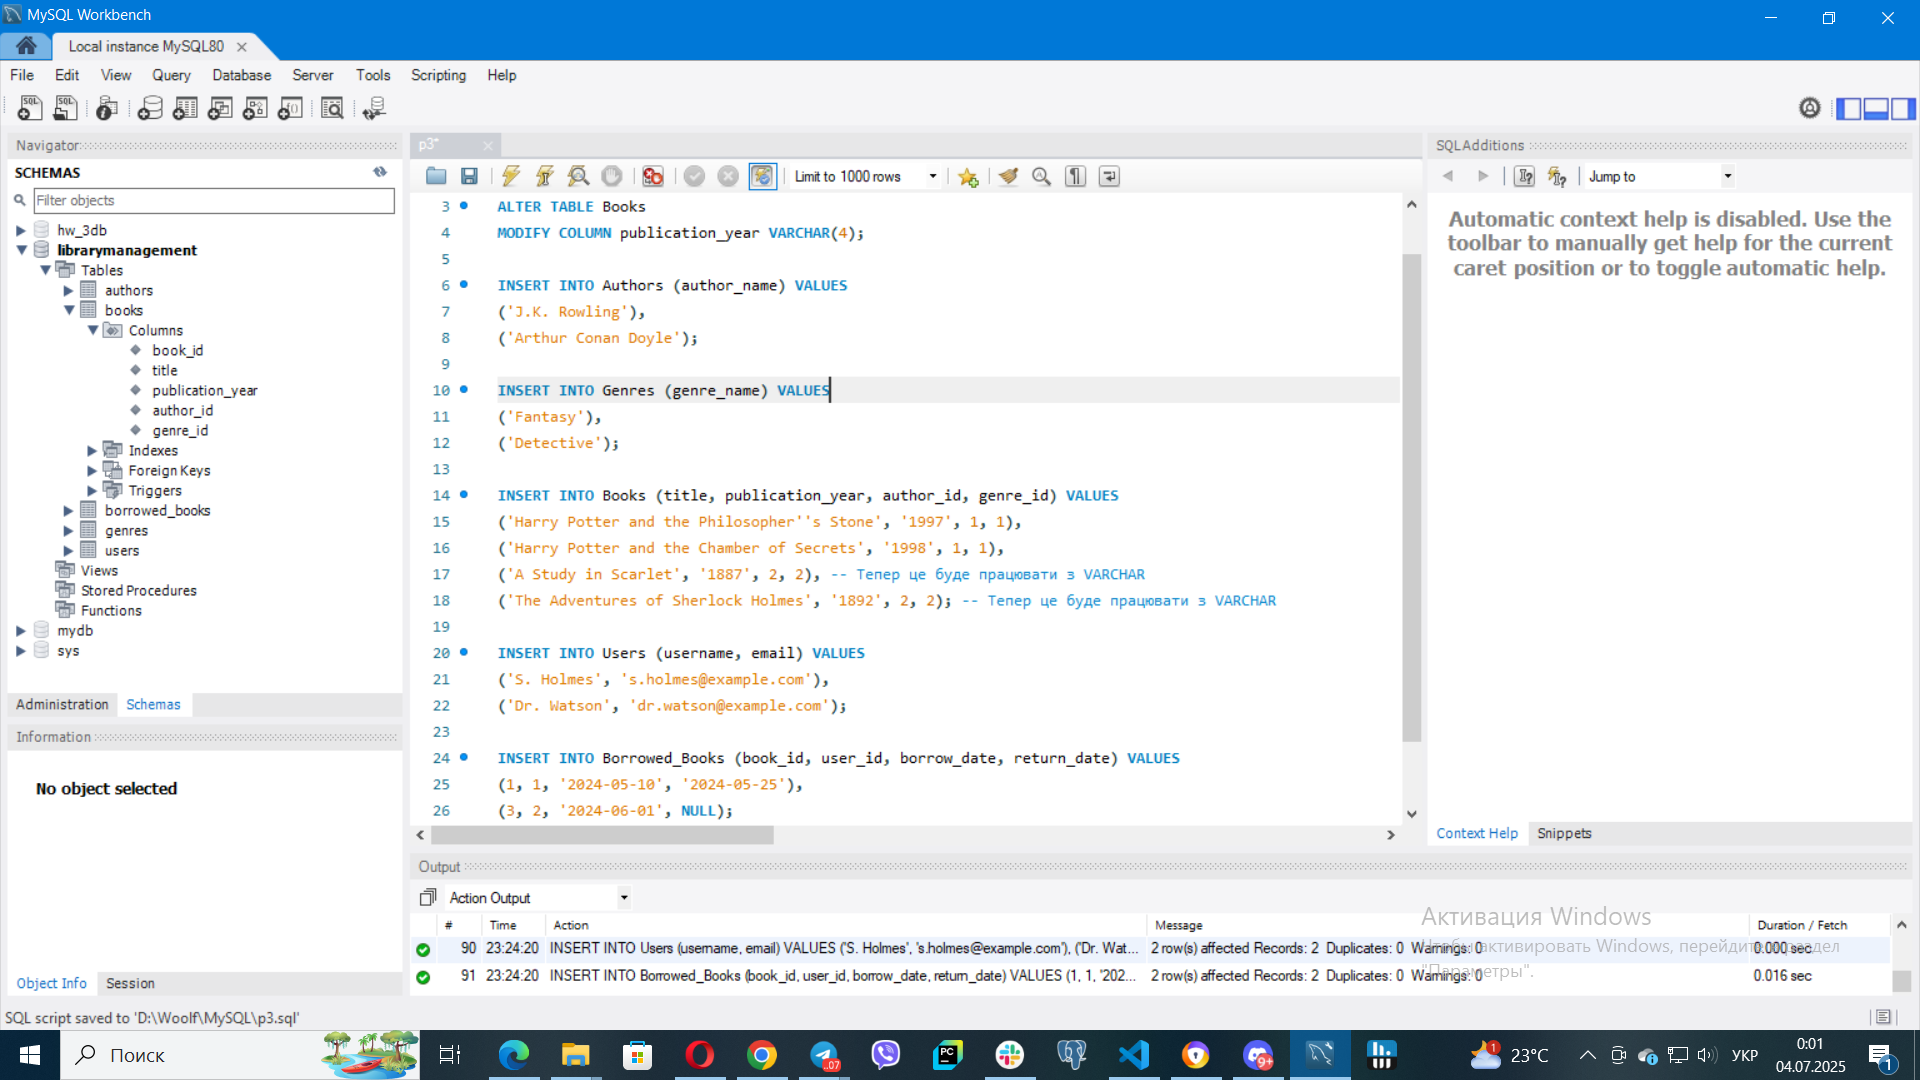 MySQL Workbench
Local instance MySQL80
File Edit View Query Database Server Tools Scripting Help
Navigator
SCHEMAS
Filter objects
hw_3db
librarymanagement
Tables
authors
books
Columns
book_id
title
publication_year
author_id
genre_id
Indexes
Foreign Keys
Triggers
borrowed_books
genres
users
Views
Stored Procedures
Functions
mydb
sys
Administration Schemas
Information
No object selected
Object Info Session
p3*
Limit to 1000 rows
3 ALTER TABLE Books
4 MODIFY COLUMN publication_year VARCHAR(4);
5
6 INSERT INTO Authors (author_name) VALUES
7 ('J.K. Rowling'),
8 ('Arthur Conan Doyle');
9
10 INSERT INTO Genres (genre_name) VALUES
11 ('Fantasy'),
12 ('Detective');
13
14 INSERT INTO Books (title, publication_year, author_id, genre_id) VALUES
15 ('Harry Potter and the Philosopher''s Stone', '1997', 1, 1),
16 ('Harry Potter and the Chamber of Secrets', '1998', 1, 1),
17 ('A Study in Scarlet', '1887', 2, 2), -- Тепер це буде працювати з VARCHAR
18 ('The Adventures of Sherlock Holmes', '1892', 2, 2); -- Тепер це буде працювати з VARCHAR
19
20 INSERT INTO Users (username, email) VALUES
21 ('S. Holmes', 's.holmes@example.com'),
22 ('Dr. Watson', 'dr.watson@example.com');
23
24 INSERT INTO Borrowed_Books (book_id, user_id, borrow_date, return_date) VALUES
25 (1, 1, '2024-05-10', '2024-05-25'),
26 (3, 2, '2024-06-01', NULL);
SQLAdditions
Jump to
Automatic context help is disabled. Use the
toolbar to manually get help for the current
caret position or to toggle automatic help.
Context Help Snippets
Output
Action Output
# Time Action Message Duration / Fetch
90 23:24:20 INSERT INTO Users (username, email) VALUES ('S. Holmes', 's.holmes@example.com'), ('Dr. Wat... 2 row(s) affected Records: 2 Duplicates: 0 Warnings: 0 0.000 sec
91 23:24:20 INSERT INTO Borrowed_Books (book_id, user_id, borrow_date, return_date) VALUES (1, 1, '202... 2 row(s) affected Records: 2 Duplicates: 0 Warnings: 0 0.016 sec
Активация Windows
Чтобы активировать Windows, перейдите в раздел
"Параметры".
SQL script saved to 'D:\Woolf\MySQL\p3.sql'
Поиск
23°C
УКР
0:01
04.07.2025